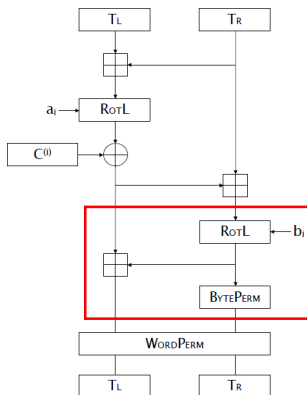 TL TR
aᵢ ROTL
C⁽ⁱ⁾
ROTL bᵢ
BYTEPERM
WORDPERM
TL TR